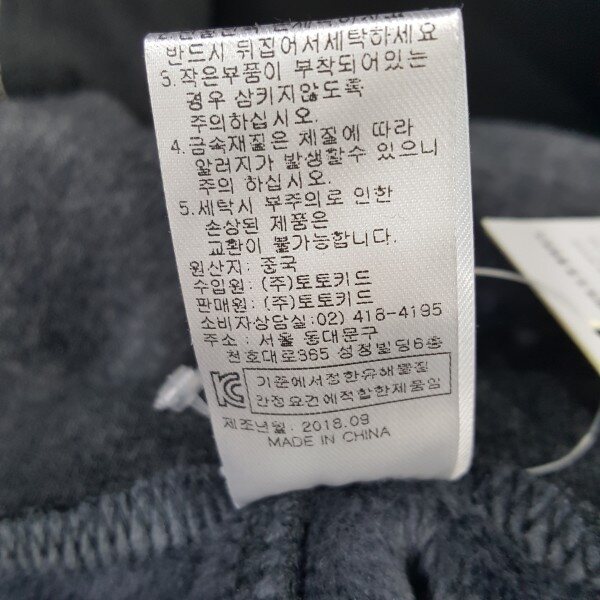 반드시 뒤집어서세탁하세요
3.작은부품이 부착되어있는
경우 삼키지않도록
주의하십시오.
4.금속재질은 체질에 따라
알러지가 발생할수 있으니
주의 하십시오.
5.세탁시 부주의로 인한
손상된 제품은
교환이 불가능합니다.
원산지: 중국
수입원: (주)토토키드
판매원: (주)토토키드
소비자상담실:02) 418-4195
주소: 서울 동대문구
천호대로365 성정빌딩6층
기준에서정한유해물질
안정요건에적합한제품임
제조년월: 2018.09
MADE IN CHINA